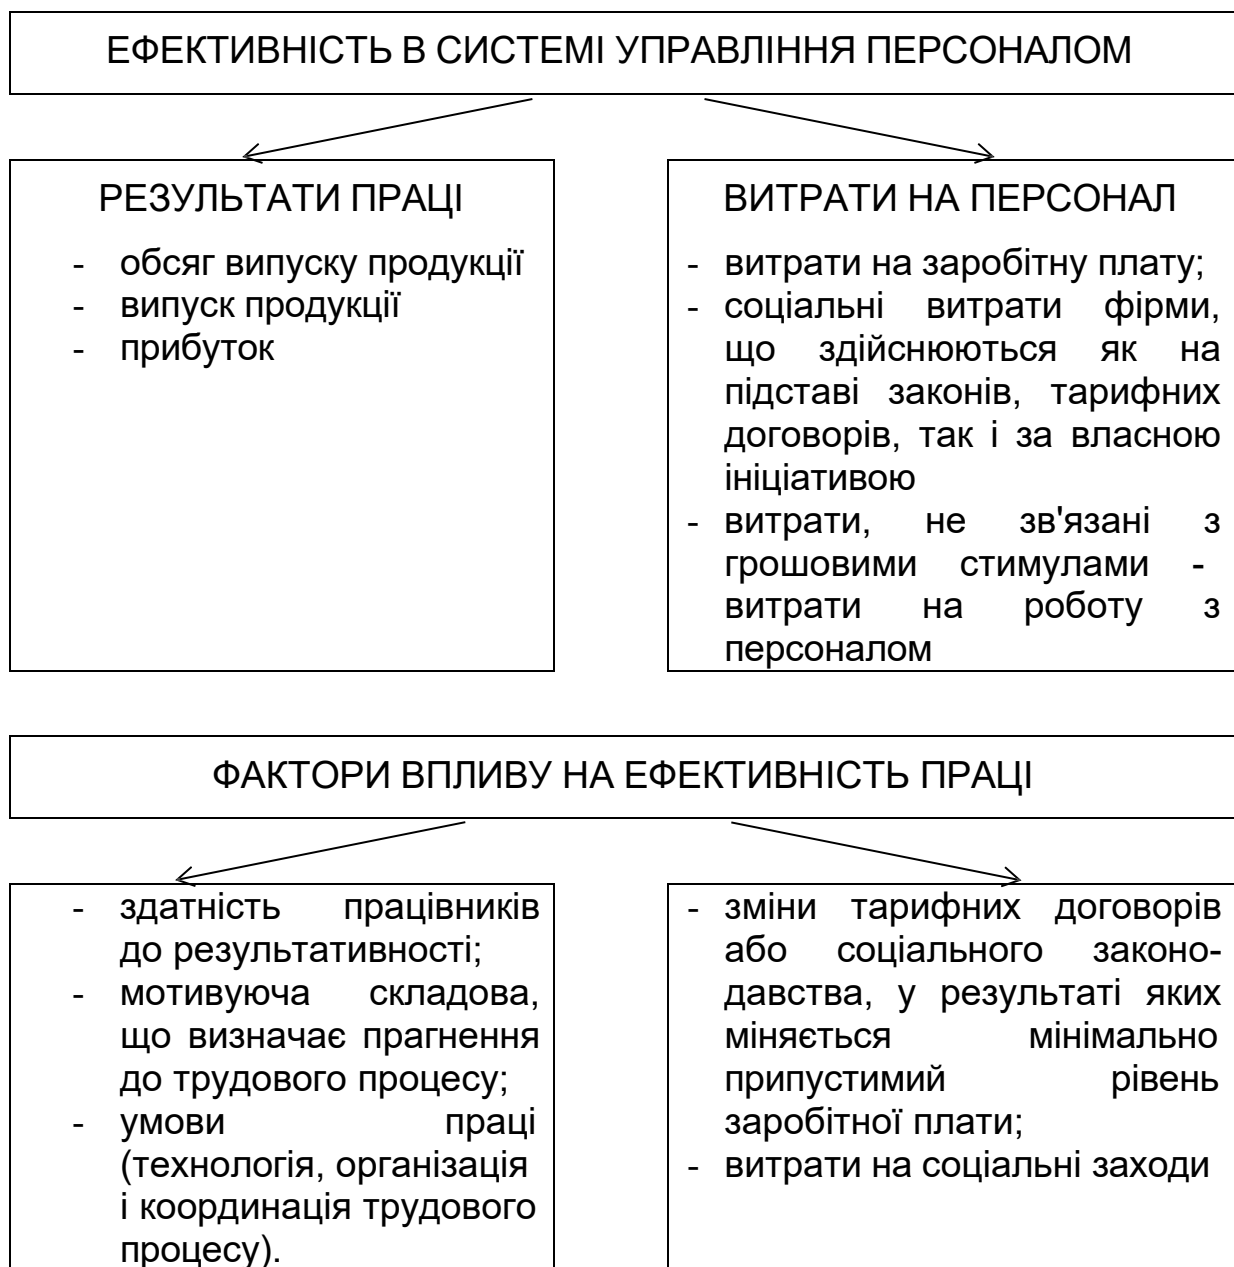 ЕФЕКТИВНІСТЬ В СИСТЕМІ УПРАВЛІННЯ ПЕРСОНАЛОМ
РЕЗУЛЬТАТИ ПРАЦІ
- обсяг випуску продукції
- випуск продукції
- прибуток
ВИТРАТИ НА ПЕРСОНАЛ
- витрати на заробітну плату;
- соціальні витрати фірми,
що здійснюються як на
підставі законів, тарифних
договорів, так і за власною
ініціативою
- витрати, не зв'язані з
грошовими стимулами -
витрати на роботу з
персоналом
ФАКТОРИ ВПЛИВУ НА ЕФЕКТИВНІСТЬ ПРАЦІ
- здатність працівників
до результативності;
- мотивуюча складова,
що визначає прагнення
до трудового процесу;
- умови праці
(технологія, організація
і координація трудового
процесу).
- зміни тарифних договорів
або соціального законо-
давства, у результаті яких
міняється мінімально
припустимий рівень
заробітної плати;
- витрати на соціальні заходи